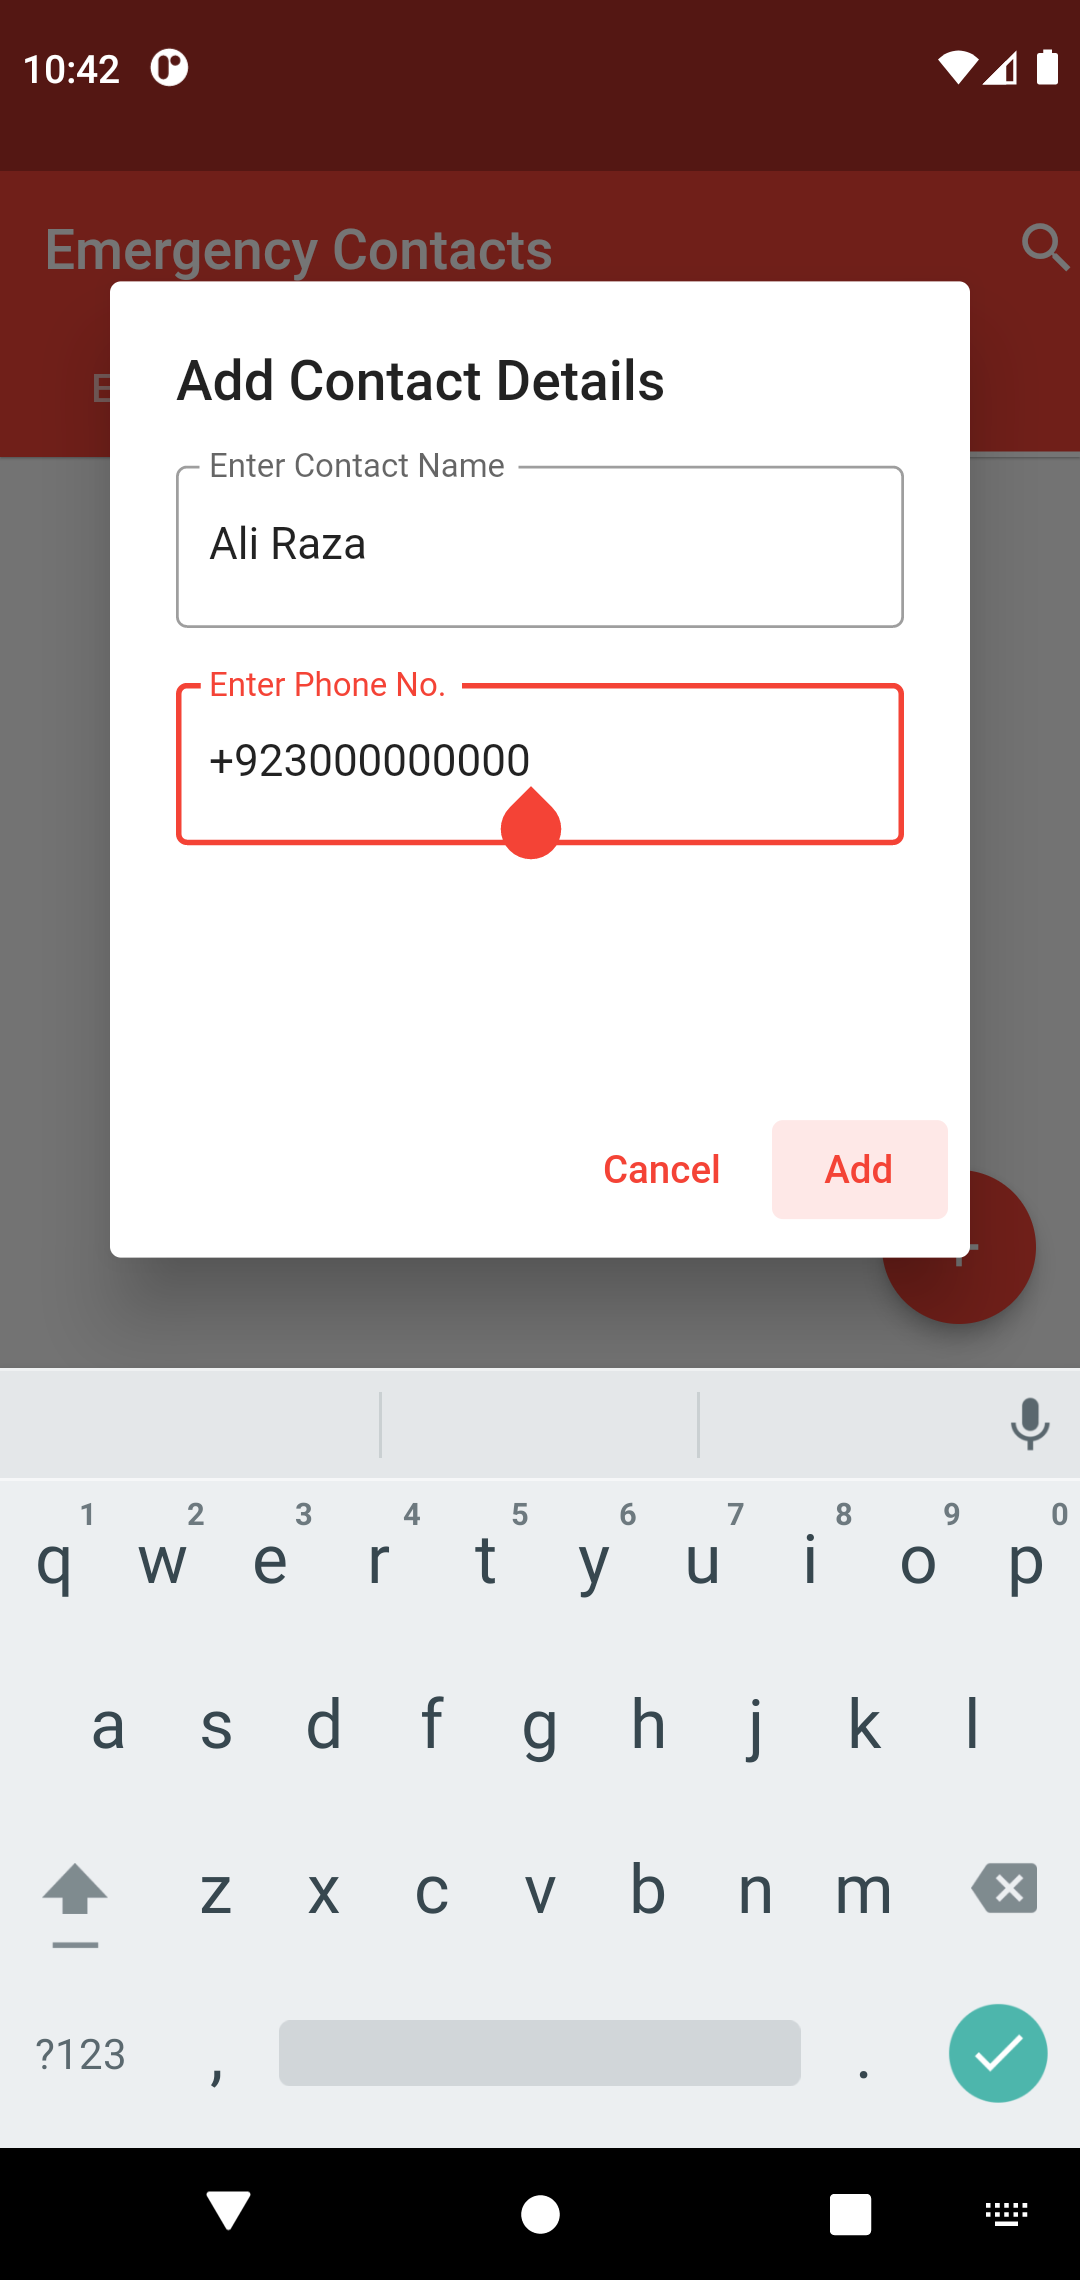 10:42
Emergency Contacts
E
Add Contact Details
Enter Contact Name
Ali Raza
Enter Phone No.
+923000000000
Cancel Add
1 2 3 4 5 6 7 8 9 0
q w e r t y u i o p
a s d f g h j k l
z x c v b n m
?123 , .